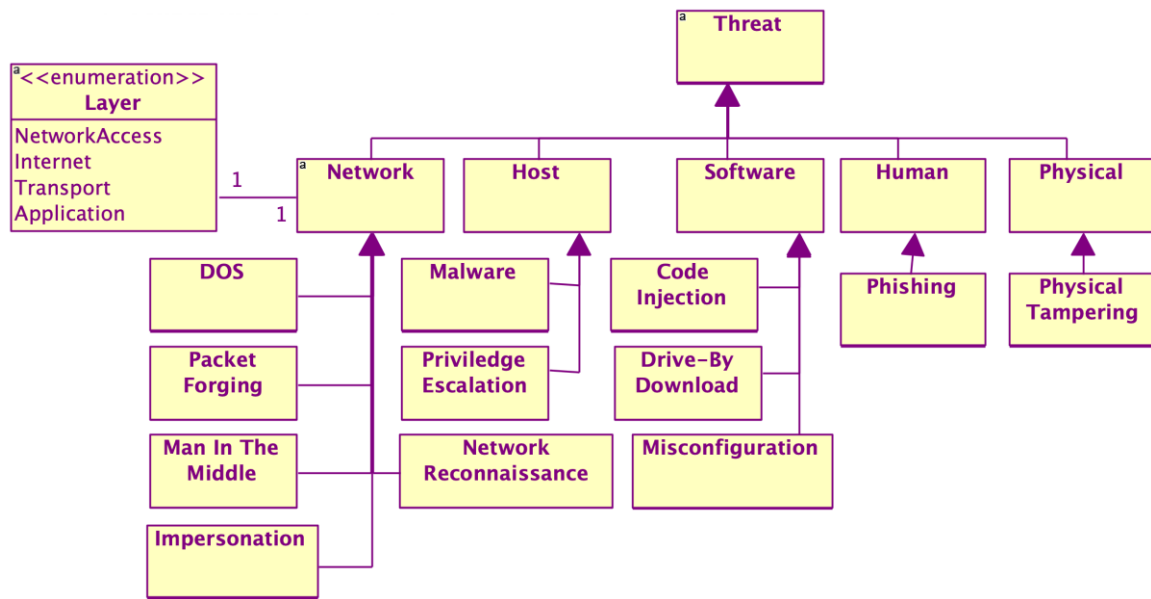 a
Threat
a
<<enumeration>>
Layer
NetworkAccess
Internet
Transport
Application
1
1
a
Network
Host
Software
Human
Physical
DOS
Malware
Code
Injection
Phishing
Physical
Tampering
Packet
Forging
Priviledge
Escalation
Drive-By
Download
Man In The
Middle
Network
Reconnaissance
Misconfiguration
Impersonation